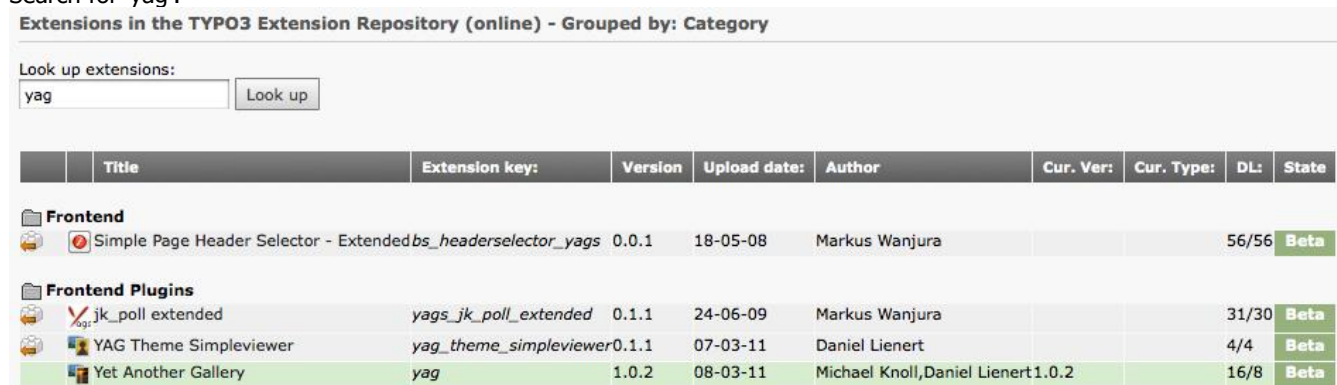 Search for 'yag'.
Extensions in the TYPO3 Extension Repository (online) - Grouped by: Category
Look up extensions:
yag Look up
Title Extension key: Version Upload date: Author Cur. Ver: Cur. Type: DL: State
Frontend
Simple Page Header Selector - Extended bs_headerselector_yags 0.0.1 18-05-08 Markus Wanjura 56/56 Beta
Frontend Plugins
jk_poll extended yags_jk_poll_extended 0.1.1 24-06-09 Markus Wanjura 31/30 Beta
YAG Theme Simpleviewer yag_theme_simpleviewer 0.1.1 07-03-11 Daniel Lienert 4/4 Beta
Yet Another Gallery yag 1.0.2 08-03-11 Michael Knoll,Daniel Lienert 1.0.2 16/8 Beta